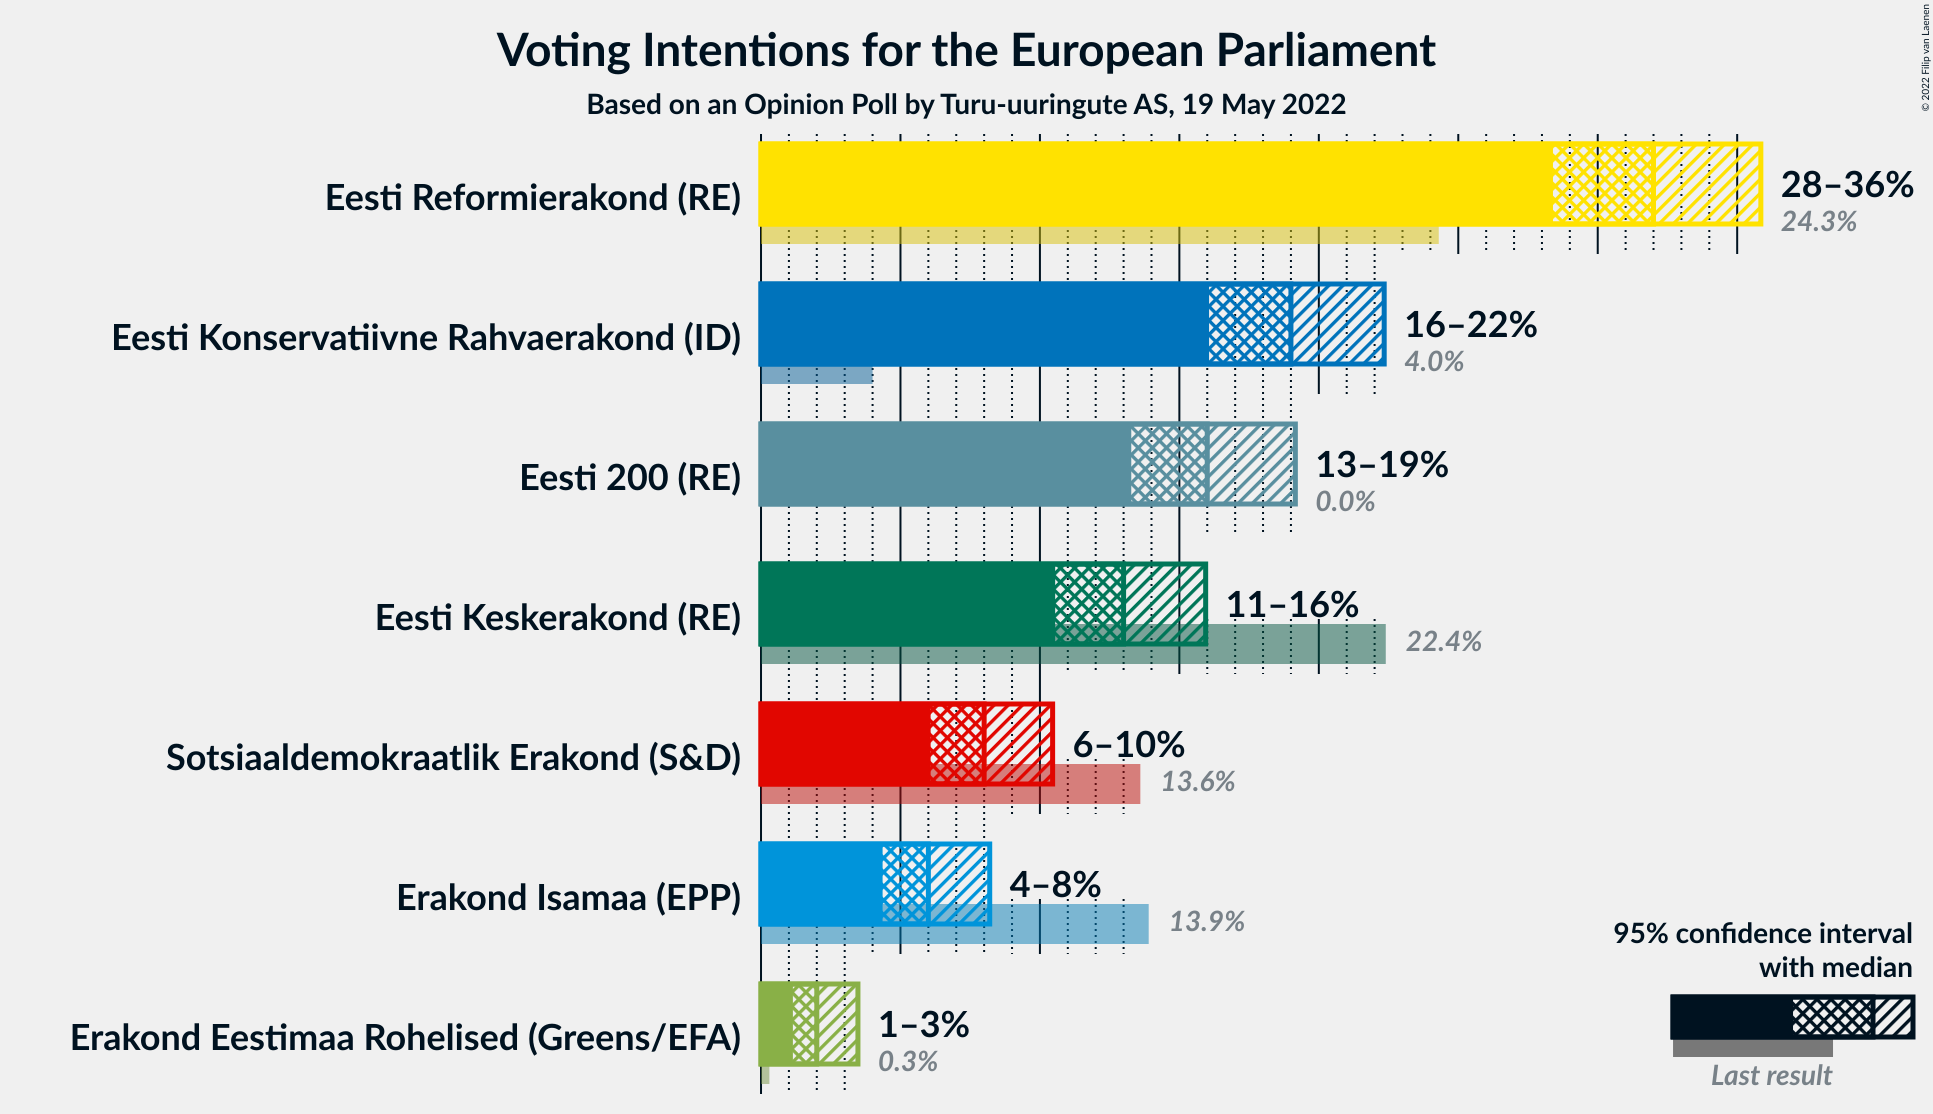 Voting Intentions for the European Parliament
Based on an Opinion Poll by Turu-uuringute AS, 19 May 2022
© 2022 Filip van Laenen
Eesti Reformierakond (RE)
28–36%
24.3%
Eesti Konservatiivne Rahvaerakond (ID)
16–22%
4.0%
Eesti 200 (RE)
13–19%
0.0%
Eesti Keskerakond (RE)
11–16%
22.4%
Sotsiaaldemokraatlik Erakond (S&D)
6–10%
13.6%
Erakond Isamaa (EPP)
4–8%
13.9%
Erakond Eestimaa Rohelised (Greens/EFA)
1–3%
0.3%
95% confidence interval
with median
Last result